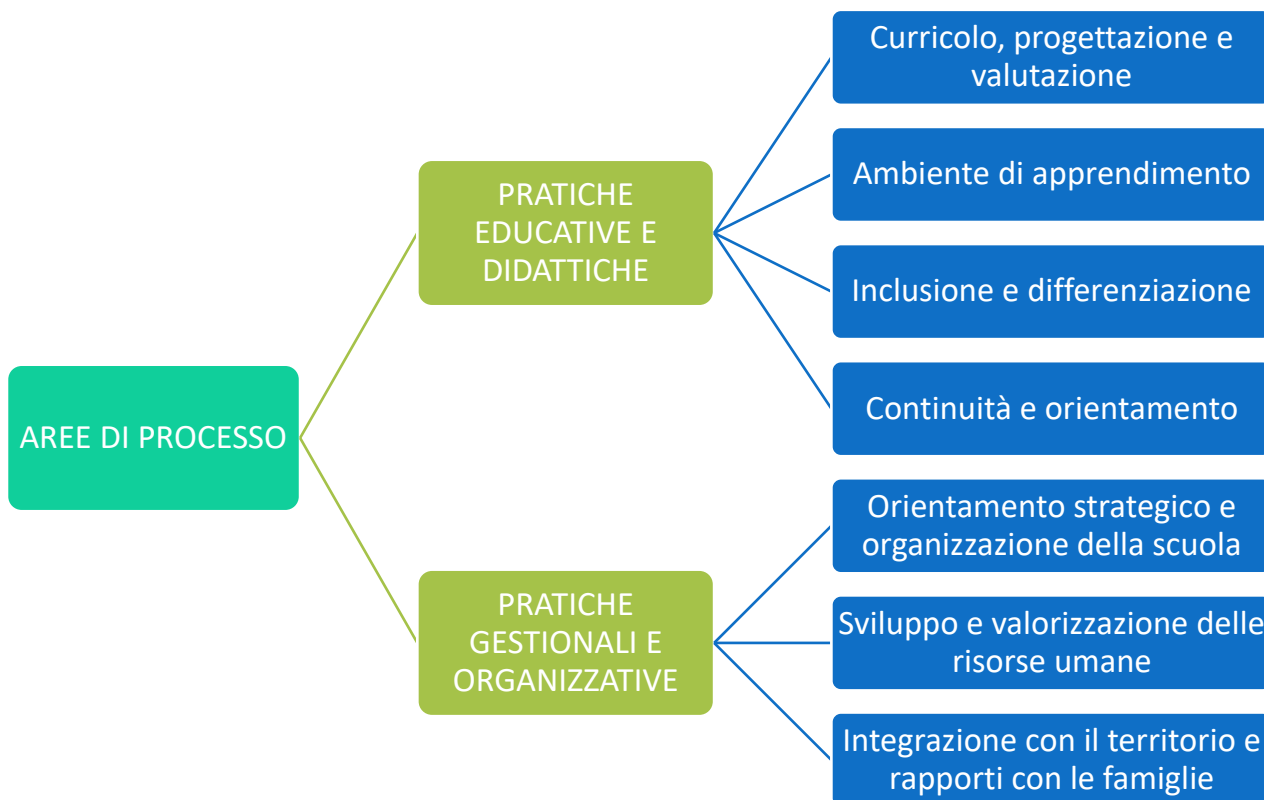 AREE DI PROCESSO
PRATICHE
EDUCATIVE E
DIDATTICHE
Curricolo, progettazione e
valutazione
Ambiente di apprendimento
Inclusione e differenziazione
Continuità e orientamento
PRATICHE
GESTIONALI E
ORGANIZZATIVE
Orientamento strategico e
organizzazione della scuola
Sviluppo e valorizzazione delle
risorse umane
Integrazione con il territorio e
rapporti con le famiglie